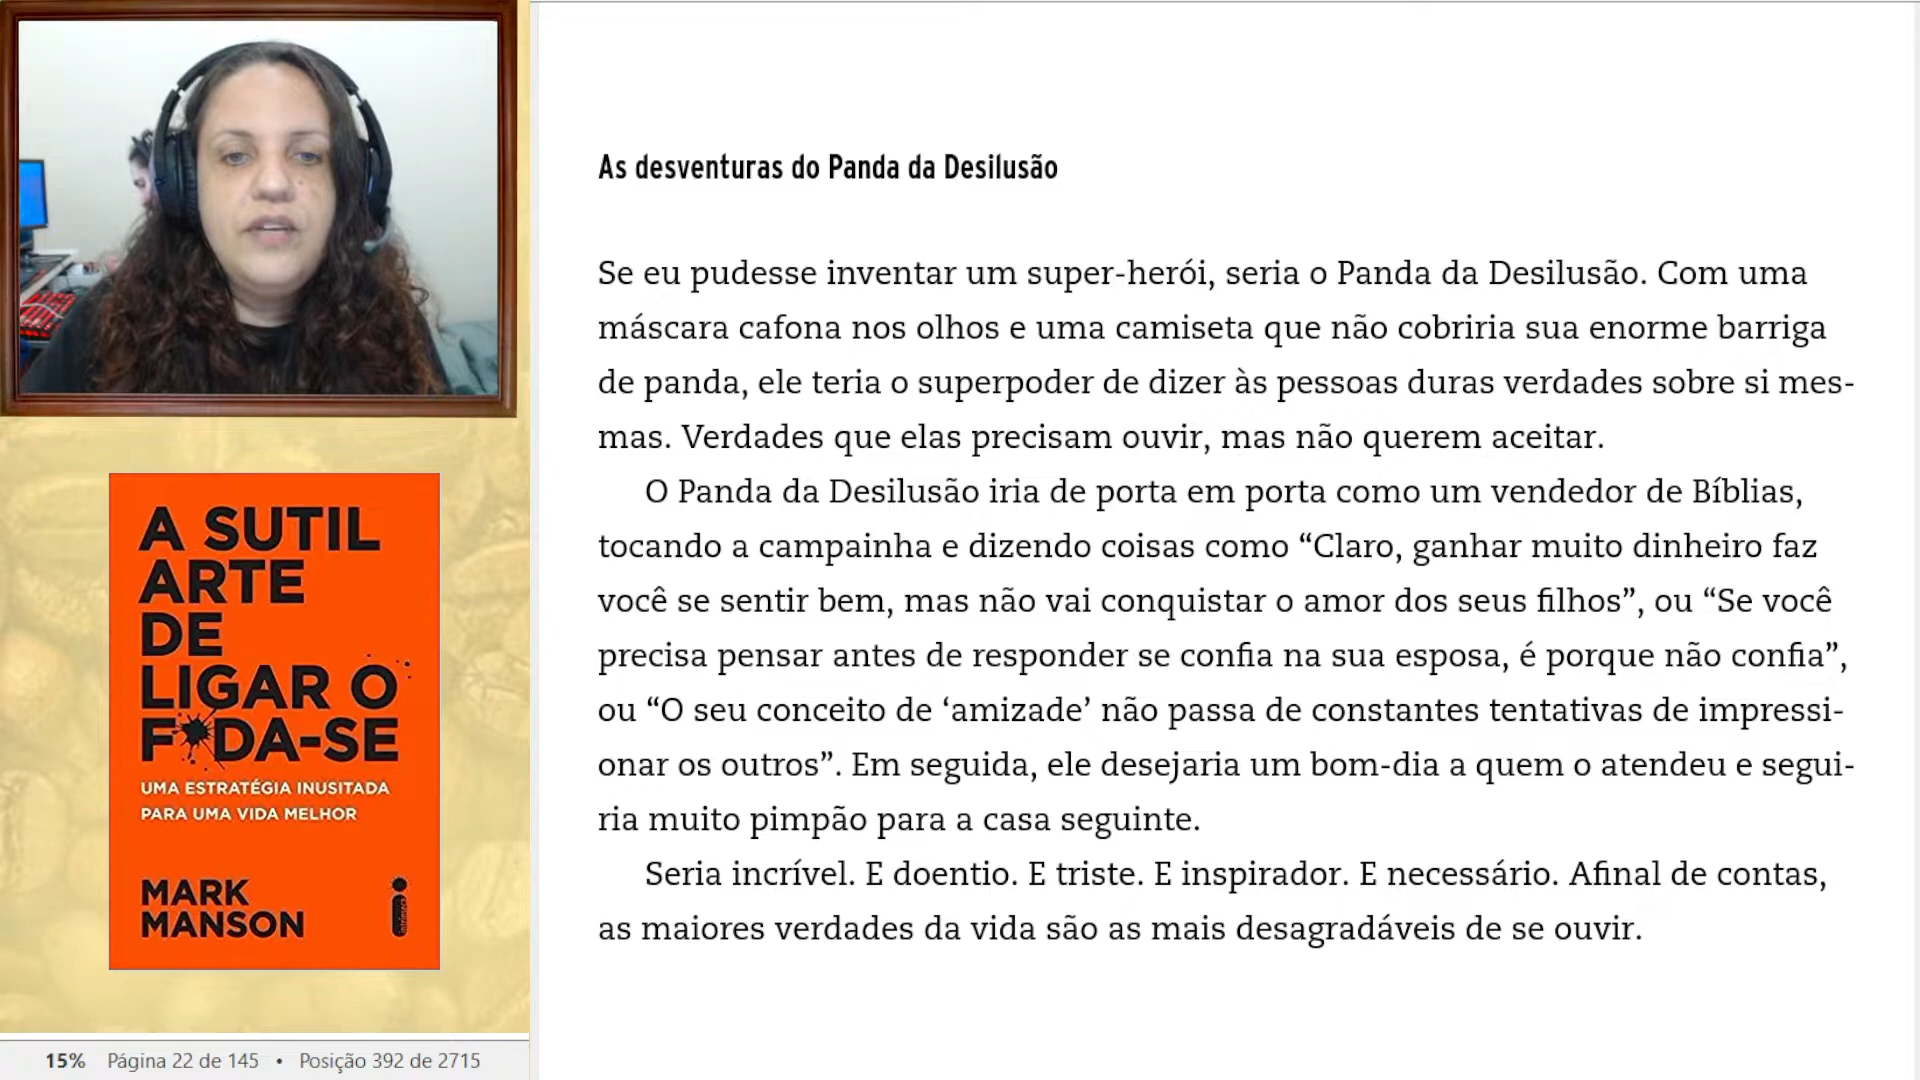 As desventuras do Panda da Desilusão
Se eu pudesse inventar um super-herói, seria o Panda da Desilusão. Com uma
máscara cafona nos olhos e uma camiseta que não cobriria sua enorme barriga
de panda, ele teria o superpoder de dizer às pessoas duras verdades sobre si mes-
mas. Verdades que elas precisam ouvir, mas não querem aceitar.
O Panda da Desilusão iria de porta em porta como um vendedor de Bíblias,
tocando a campainha e dizendo coisas como “Claro, ganhar muito dinheiro faz
você se sentir bem, mas não vai conquistar o amor dos seus filhos”, ou “Se você
precisa pensar antes de responder se confia na sua esposa, é porque não confia”,
ou “O seu conceito de ‘amizade’ não passa de constantes tentativas de impressi-
onar os outros”. Em seguida, ele desejaria um bom-dia a quem o atendeu e segui-
ria muito pimpão para a casa seguinte.
Seria incrível. E doentio. E triste. E inspirador. E necessário. Afinal de contas,
as maiores verdades da vida são as mais desagradáveis de se ouvir.
A SUTIL
ARTE
DE
LIGAR O
F*DA-SE
UMA ESTRATÉGIA INUSITADA
PARA UMA VIDA MELHOR
MARK
MANSON
15% Página 22 de 145 • Posição 392 de 2715